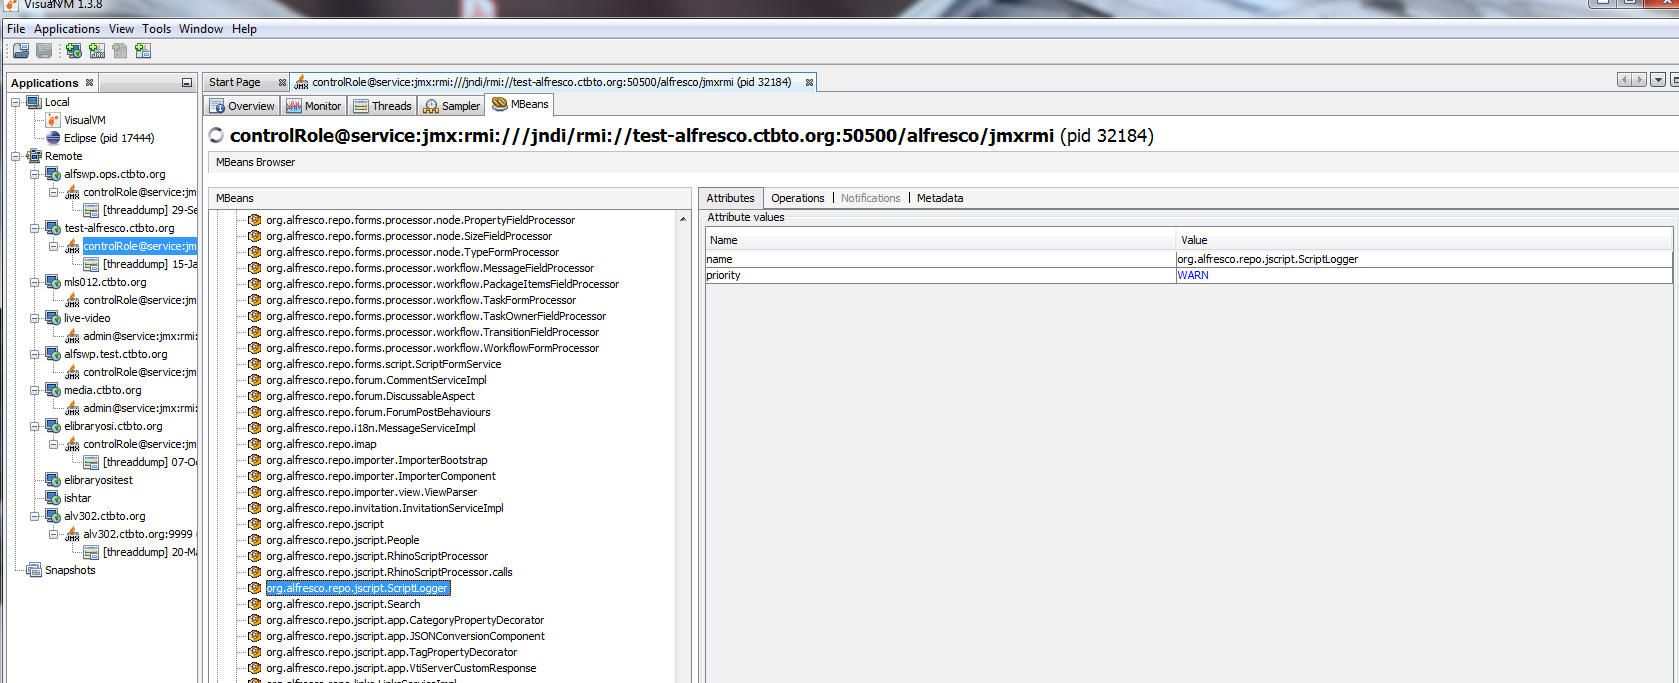 VisualVM 1.3.8
File Applications View Tools Window Help
Applications
Local
VisualVM
Eclipse (pid 17444)
Remote
alfswp.ops.ctbto.org
controlRole@service:jm
[threaddump] 29-Se
test-alfresco.ctbto.org
controlRole@service:jm
[threaddump] 15-Ja
mls012.ctbto.org
controlRole@service:jm
live-video
admin@service:jmx:rmi:
alfswp.test.ctbto.org
controlRole@service:jm
media.ctbto.org
admin@service:jmx:rmi:
elibraryosi.ctbto.org
controlRole@service:jm
[threaddump] 07-O
elibraryositest
ishtar
alv302.ctbto.org
alv302.ctbto.org:9999
[threaddump] 20-Ma
Snapshots
Start Page controlRole@service:jmx:rmi:///jndi/rmi://test-alfresco.ctbto.org:50500/alfresco/jmxrmi (pid 32184)
Overview Monitor Threads Sampler MBeans
controlRole@service:jmx:rmi:///jndi/rmi://test-alfresco.ctbto.org:50500/alfresco/jmxrmi (pid 32184)
MBeans Browser
MBeans
org.alfresco.repo.forms.processor.node.PropertyFieldProcessor
org.alfresco.repo.forms.processor.node.SizeFieldProcessor
org.alfresco.repo.forms.processor.node.TypeFormProcessor
org.alfresco.repo.forms.processor.workflow.MessageFieldProcessor
org.alfresco.repo.forms.processor.workflow.PackageItemsFieldProcessor
org.alfresco.repo.forms.processor.workflow.TaskFormProcessor
org.alfresco.repo.forms.processor.workflow.TaskOwnerFieldProcessor
org.alfresco.repo.forms.processor.workflow.TransitionFieldProcessor
org.alfresco.repo.forms.processor.workflow.WorkflowFormProcessor
org.alfresco.repo.forms.script.ScriptFormService
org.alfresco.repo.forum.CommentServiceImpl
org.alfresco.repo.forum.DiscussableAspect
org.alfresco.repo.forum.ForumPostBehaviours
org.alfresco.repo.i18n.MessageServiceImpl
org.alfresco.repo.imap
org.alfresco.repo.importer.ImporterBootstrap
org.alfresco.repo.importer.ImporterComponent
org.alfresco.repo.importer.view.ViewParser
org.alfresco.repo.invitation.InvitationServiceImpl
org.alfresco.repo.jscript
org.alfresco.repo.jscript.People
org.alfresco.repo.jscript.RhinoScriptProcessor
org.alfresco.repo.jscript.RhinoScriptProcessor.calls
org.alfresco.repo.jscript.ScriptLogger
org.alfresco.repo.jscript.Search
org.alfresco.repo.jscript.app.CategoryPropertyDecorator
org.alfresco.repo.jscript.app.JSONConversionComponent
org.alfresco.repo.jscript.app.TagPropertyDecorator
org.alfresco.repo.jscript.app.VtiServerCustomResponse
Attributes Operations Notifications Metadata
Attribute values
Name Value
name org.alfresco.repo.jscript.ScriptLogger
priority WARN